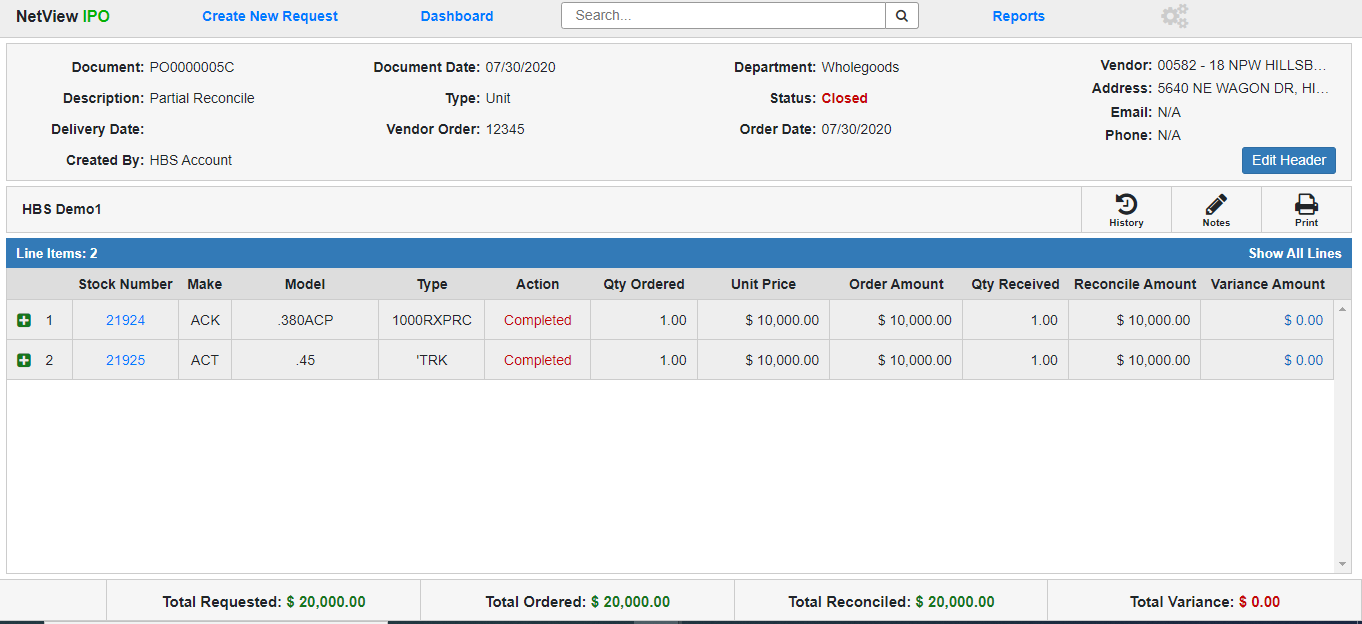 NetView IPO Create New Request Dashboard Search... Reports
Document: PO0000005C Document Date: 07/30/2020 Department: Wholegoods Vendor: 00582 - 18 NPW HILLSB...
Address: 5640 NE WAGON DR, HI...
Description: Partial Reconcile Type: Unit Status: Closed
Email: N/A
Delivery Date: Vendor Order: 12345 Order Date: 07/30/2020
Phone: N/A
Created By: HBS Account Edit Header
HBS Demo1 History Notes Print
Line Items: 2 Show All Lines
Stock Number Make Model Type Action Qty Ordered Unit Price Order Amount Qty Received Reconcile Amount Variance Amount
1 21924 ACK .380ACP 1000RXPRC Completed 1.00 $ 10,000.00 $ 10,000.00 1.00 $ 10,000.00 $ 0.00
2 21925 ACT .45 'TRK Completed 1.00 $ 10,000.00 $ 10,000.00 1.00 $ 10,000.00 $ 0.00
Total Requested: $ 20,000.00 Total Ordered: $ 20,000.00 Total Reconciled: $ 20,000.00 Total Variance: $ 0.00